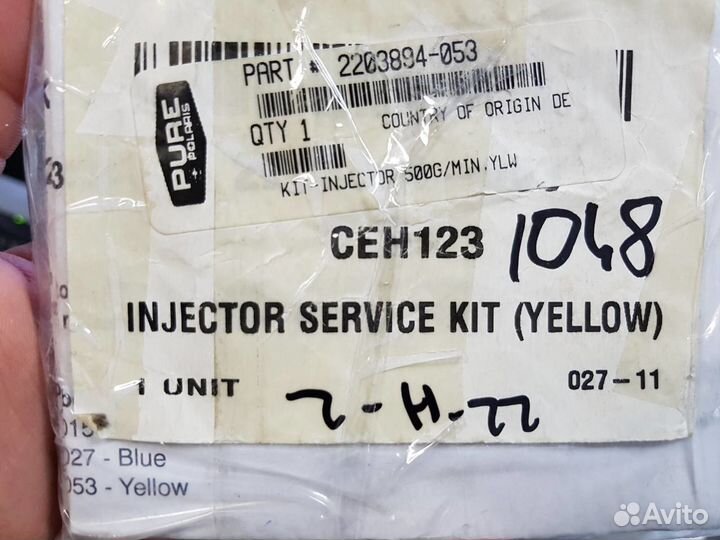 PART # 2203894-053
PURE
POLARIS
QTY 1
COUNTRY OF ORIGIN DE
KIT-INJECTOR 500G/MIN.YLW
CEH123
1048
INJECTOR SERVICE KIT (YELLOW)
1 UNIT
2-H-22
027-11
027 - Blue
053 - Yellow
Avito